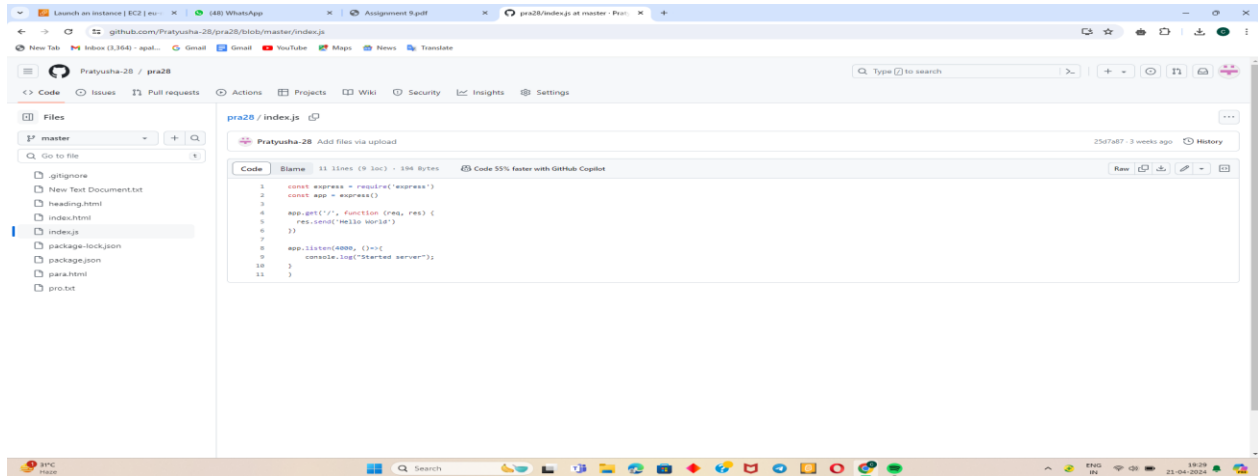 Launch an instance | EC2 | eu-
(48) WhatsApp
Assignment 9.pdf
pra28/index.js at master · Prat
github.com/Pratyusha-28/pra28/blob/master/index.js
New Tab
Inbox (3,364) - apal...
Gmail
Gmail
YouTube
Maps
News
Translate
Pratyusha-28 / pra28
Type / to search
Code
Issues
Pull requests
Actions
Projects
Wiki
Security
Insights
Settings
Files
pra28 / index.js
master
Pratyusha-28 Add files via upload
25d7a87 · 3 weeks ago
History
Go to file
t
Code
Blame
11 lines (9 loc) · 194 Bytes
Code 55% faster with GitHub Copilot
Raw
.gitignore
New Text Document.txt
heading.html
index.html
index.js
package-lock.json
package.json
para.html
pro.txt
1 const express = require('express')
2 const app = express()
3
4 app.get('/', function (req, res) {
5 res.send('Hello World')
6 })
7
8 app.listen(4000, ()=>{
9 console.log("Started server");
10 }
11 )
31°C
Haze
Search
ENG
IN
19:29
21-04-2024